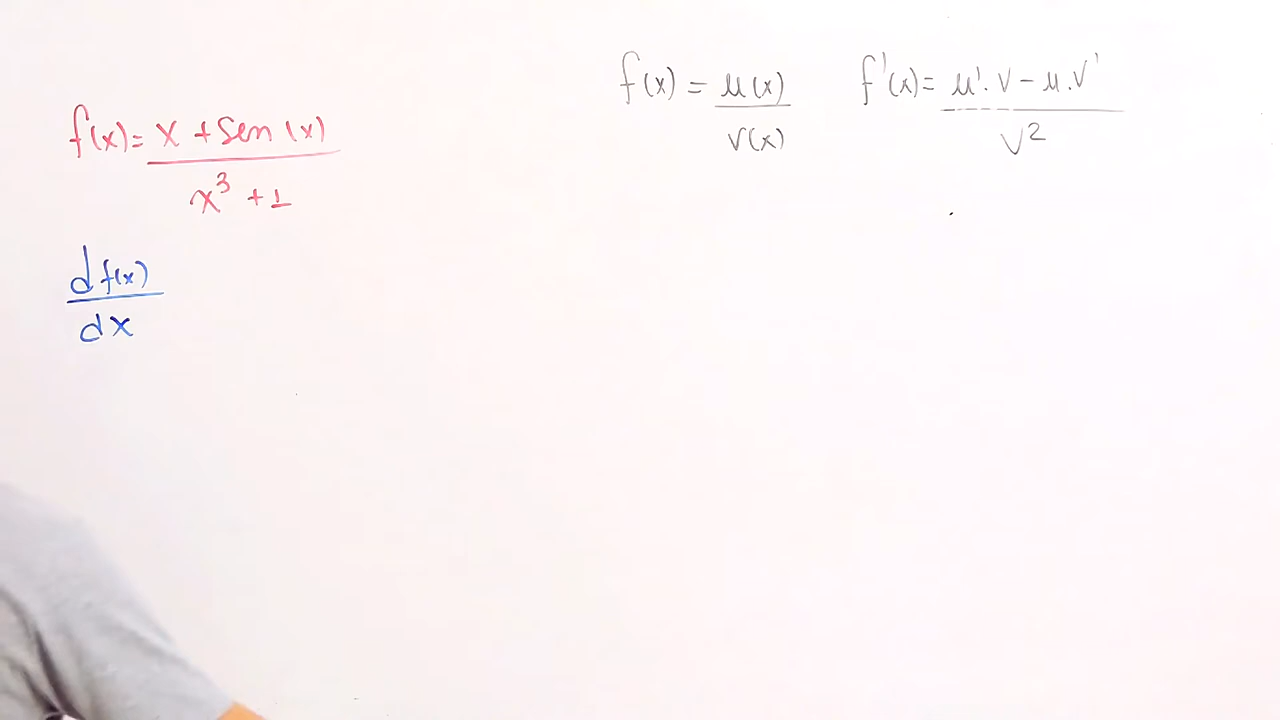 f(x) = x + Sen (x) / x³ + 1
d f(x) / dx
f(x) = μ(x) / v(x)
f'(x) = μ'. v - μ. v' / v²